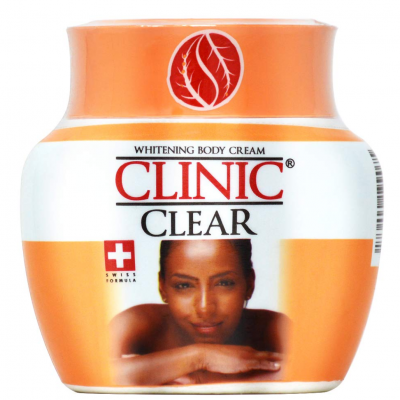 WHITENING BODY CREAM
CLINIC®
CLEAR
SWISS
FORMULA